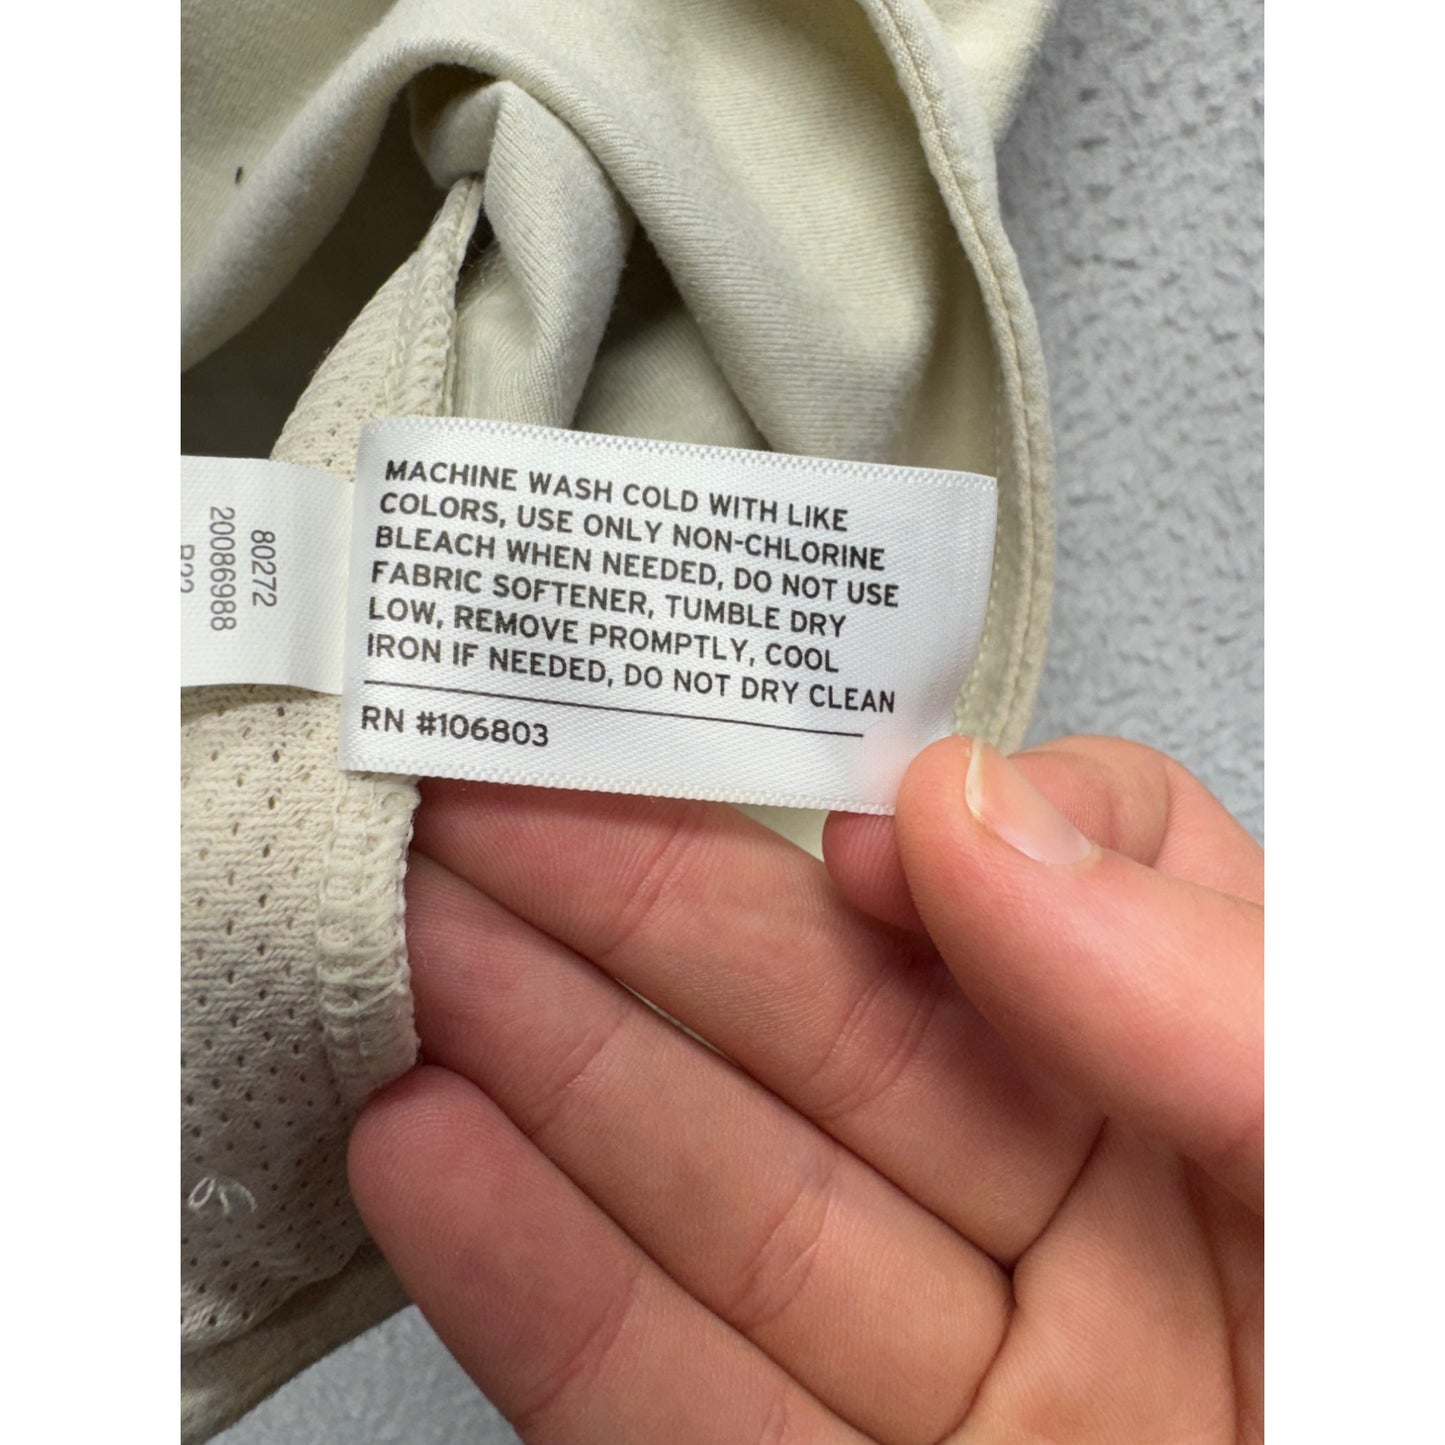 MACHINE WASH COLD WITH LIKE
COLORS, USE ONLY NON-CHLORINE
BLEACH WHEN NEEDED, DO NOT USE
FABRIC SOFTENER, TUMBLE DRY
LOW, REMOVE PROMPTLY, COOL
IRON IF NEEDED, DO NOT DRY CLEAN
RN #106803
80272
20086988